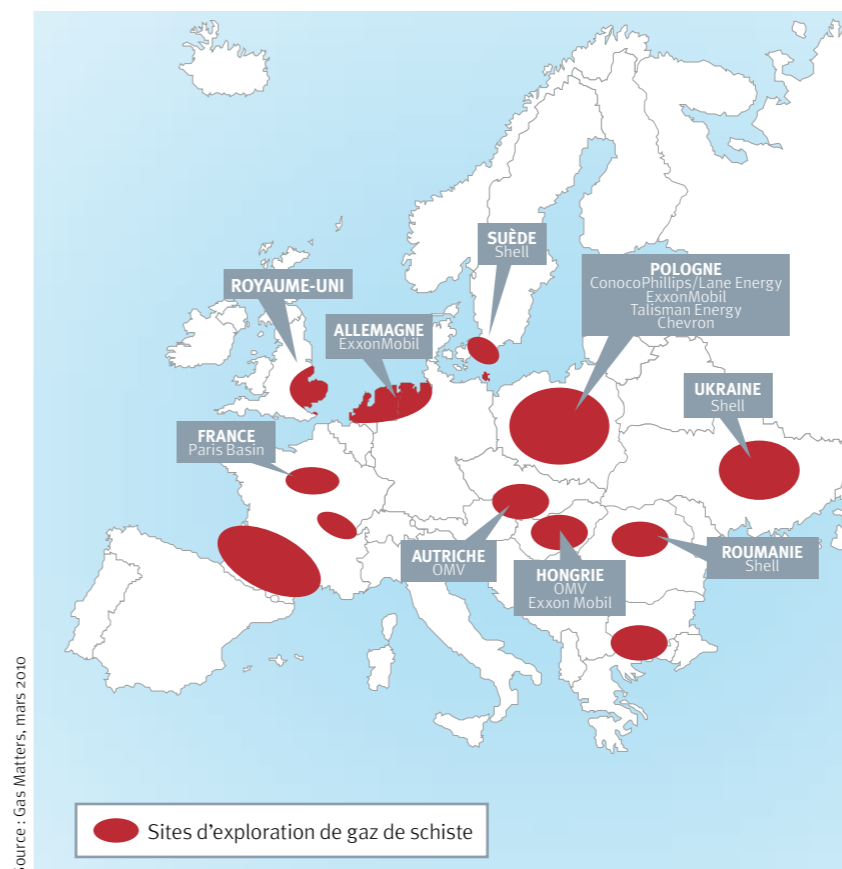 SUÈDE
Shell
POLOGNE
ConocoPhillips/Lane Energy
ExxonMobil
Talisman Energy
Chevron
ROYAUME-UNI
ALLEMAGNE
ExxonMobil
UKRAINE
Shell
FRANCE
Paris Basin
AUTRICHE
OMV
HONGRIE
OMV
Exxon Mobil
ROUMANIE
Shell
Source : Gas Matters, mars 2010
Sites d’exploration de gaz de schiste